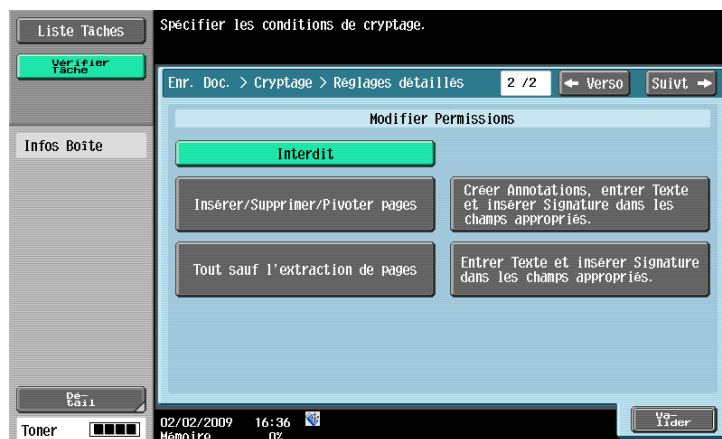 Liste Tâches
Vérifier
Tâche
Infos Boîte
Dé-
tail
Toner
Spécifier les conditions de cryptage.
Enr. Doc. > Cryptage > Réglages détaillés
2 /2
← Verso
Suivt →
Modifier Permissions
Interdit
Insérer/Supprimer/Pivoter pages
Créer Annotations, entrer Texte
et insérer Signature dans les
champs appropriés.
Tout sauf l'extraction de pages
Entrer Texte et insérer Signature
dans les champs appropriés.
02/02/2009 16:36
Mémoire 0%
Va-
lider